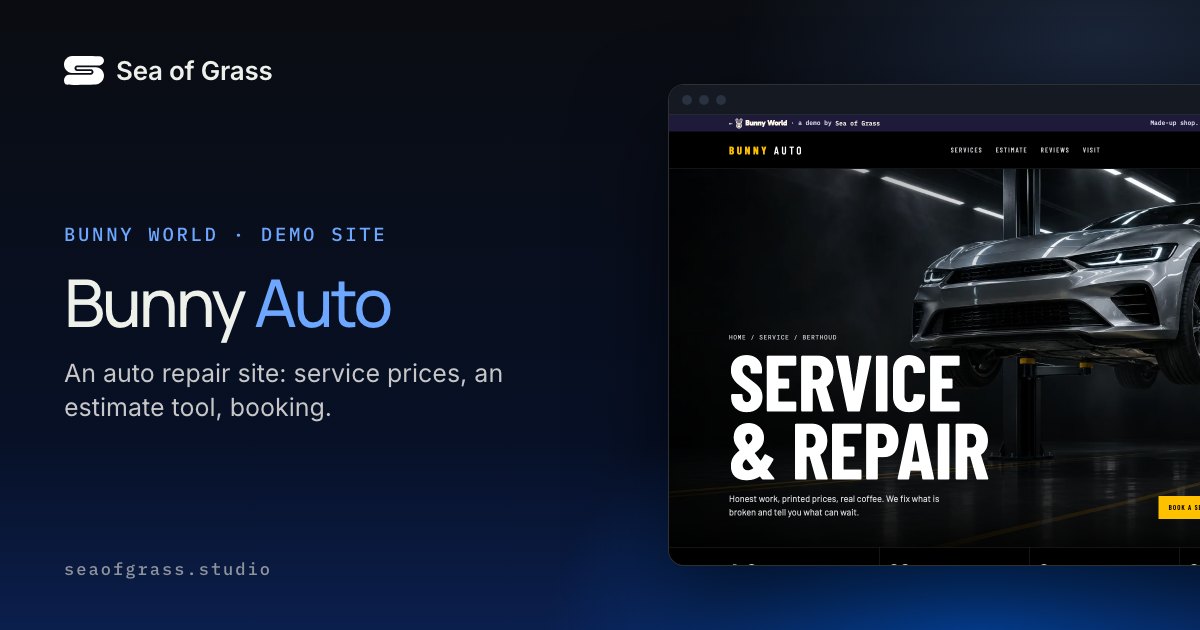 Sea of Grass
BUNNY WORLD · DEMO SITE
Bunny Auto
An auto repair site: service prices, an
estimate tool, booking.
seaofgrass.studio
← Bunny World · a demo by Sea of Grass
Made-up shop.
BUNNY AUTO
SERVICES ESTIMATE REVIEWS VISIT
HOME / SERVICE / BERTHOUD
SERVICE
& REPAIR
Honest work, printed prices, real coffee. We fix what is
broken and tell you what can wait.
BOOK A